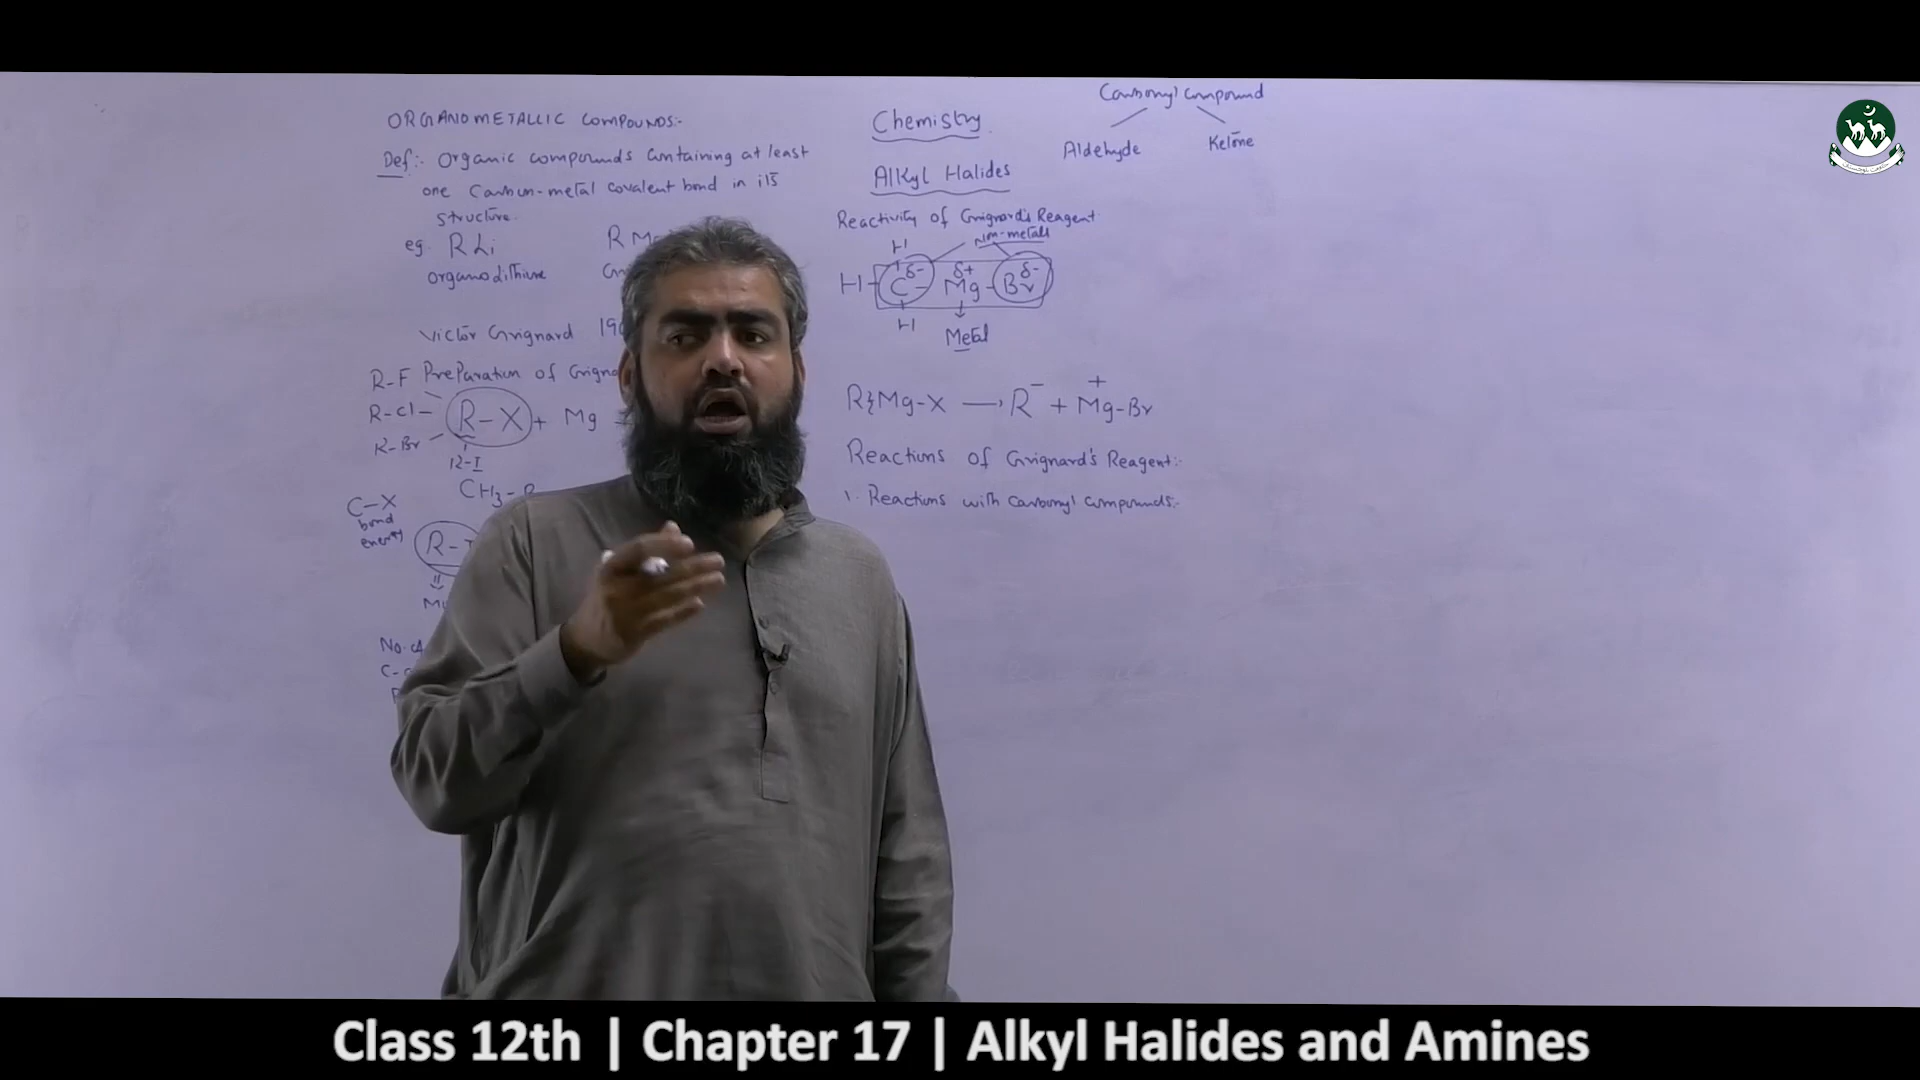 ORGANOMETALLIC COMPOUNDS:-
Def:- Organic compounds containing at least
one Carbon-metal covalent bond in its
structure.
eg. RLi
RMg
organolithium
Victor Grignard
Preparation of Grigna
R-F
R-Cl
R-Br
R-I
R-X + Mg
CH3-
C-X
bond
energy
R-
C-
Chemistry
Alkyl Halides
Carbonyl Compound
Aldehyde
Ketone
Reactivity of Grignard's Reagent
Non-metals
H
δ- δ+ δ-
H-C-Mg-Br
H
Metal
R}Mg-X → R⁻ + Mg⁺-Br
Reactions of Grignard's Reagent:-
1. Reactions with Carbonyl Compounds:-
Class 12th | Chapter 17 | Alkyl Halides and Amines